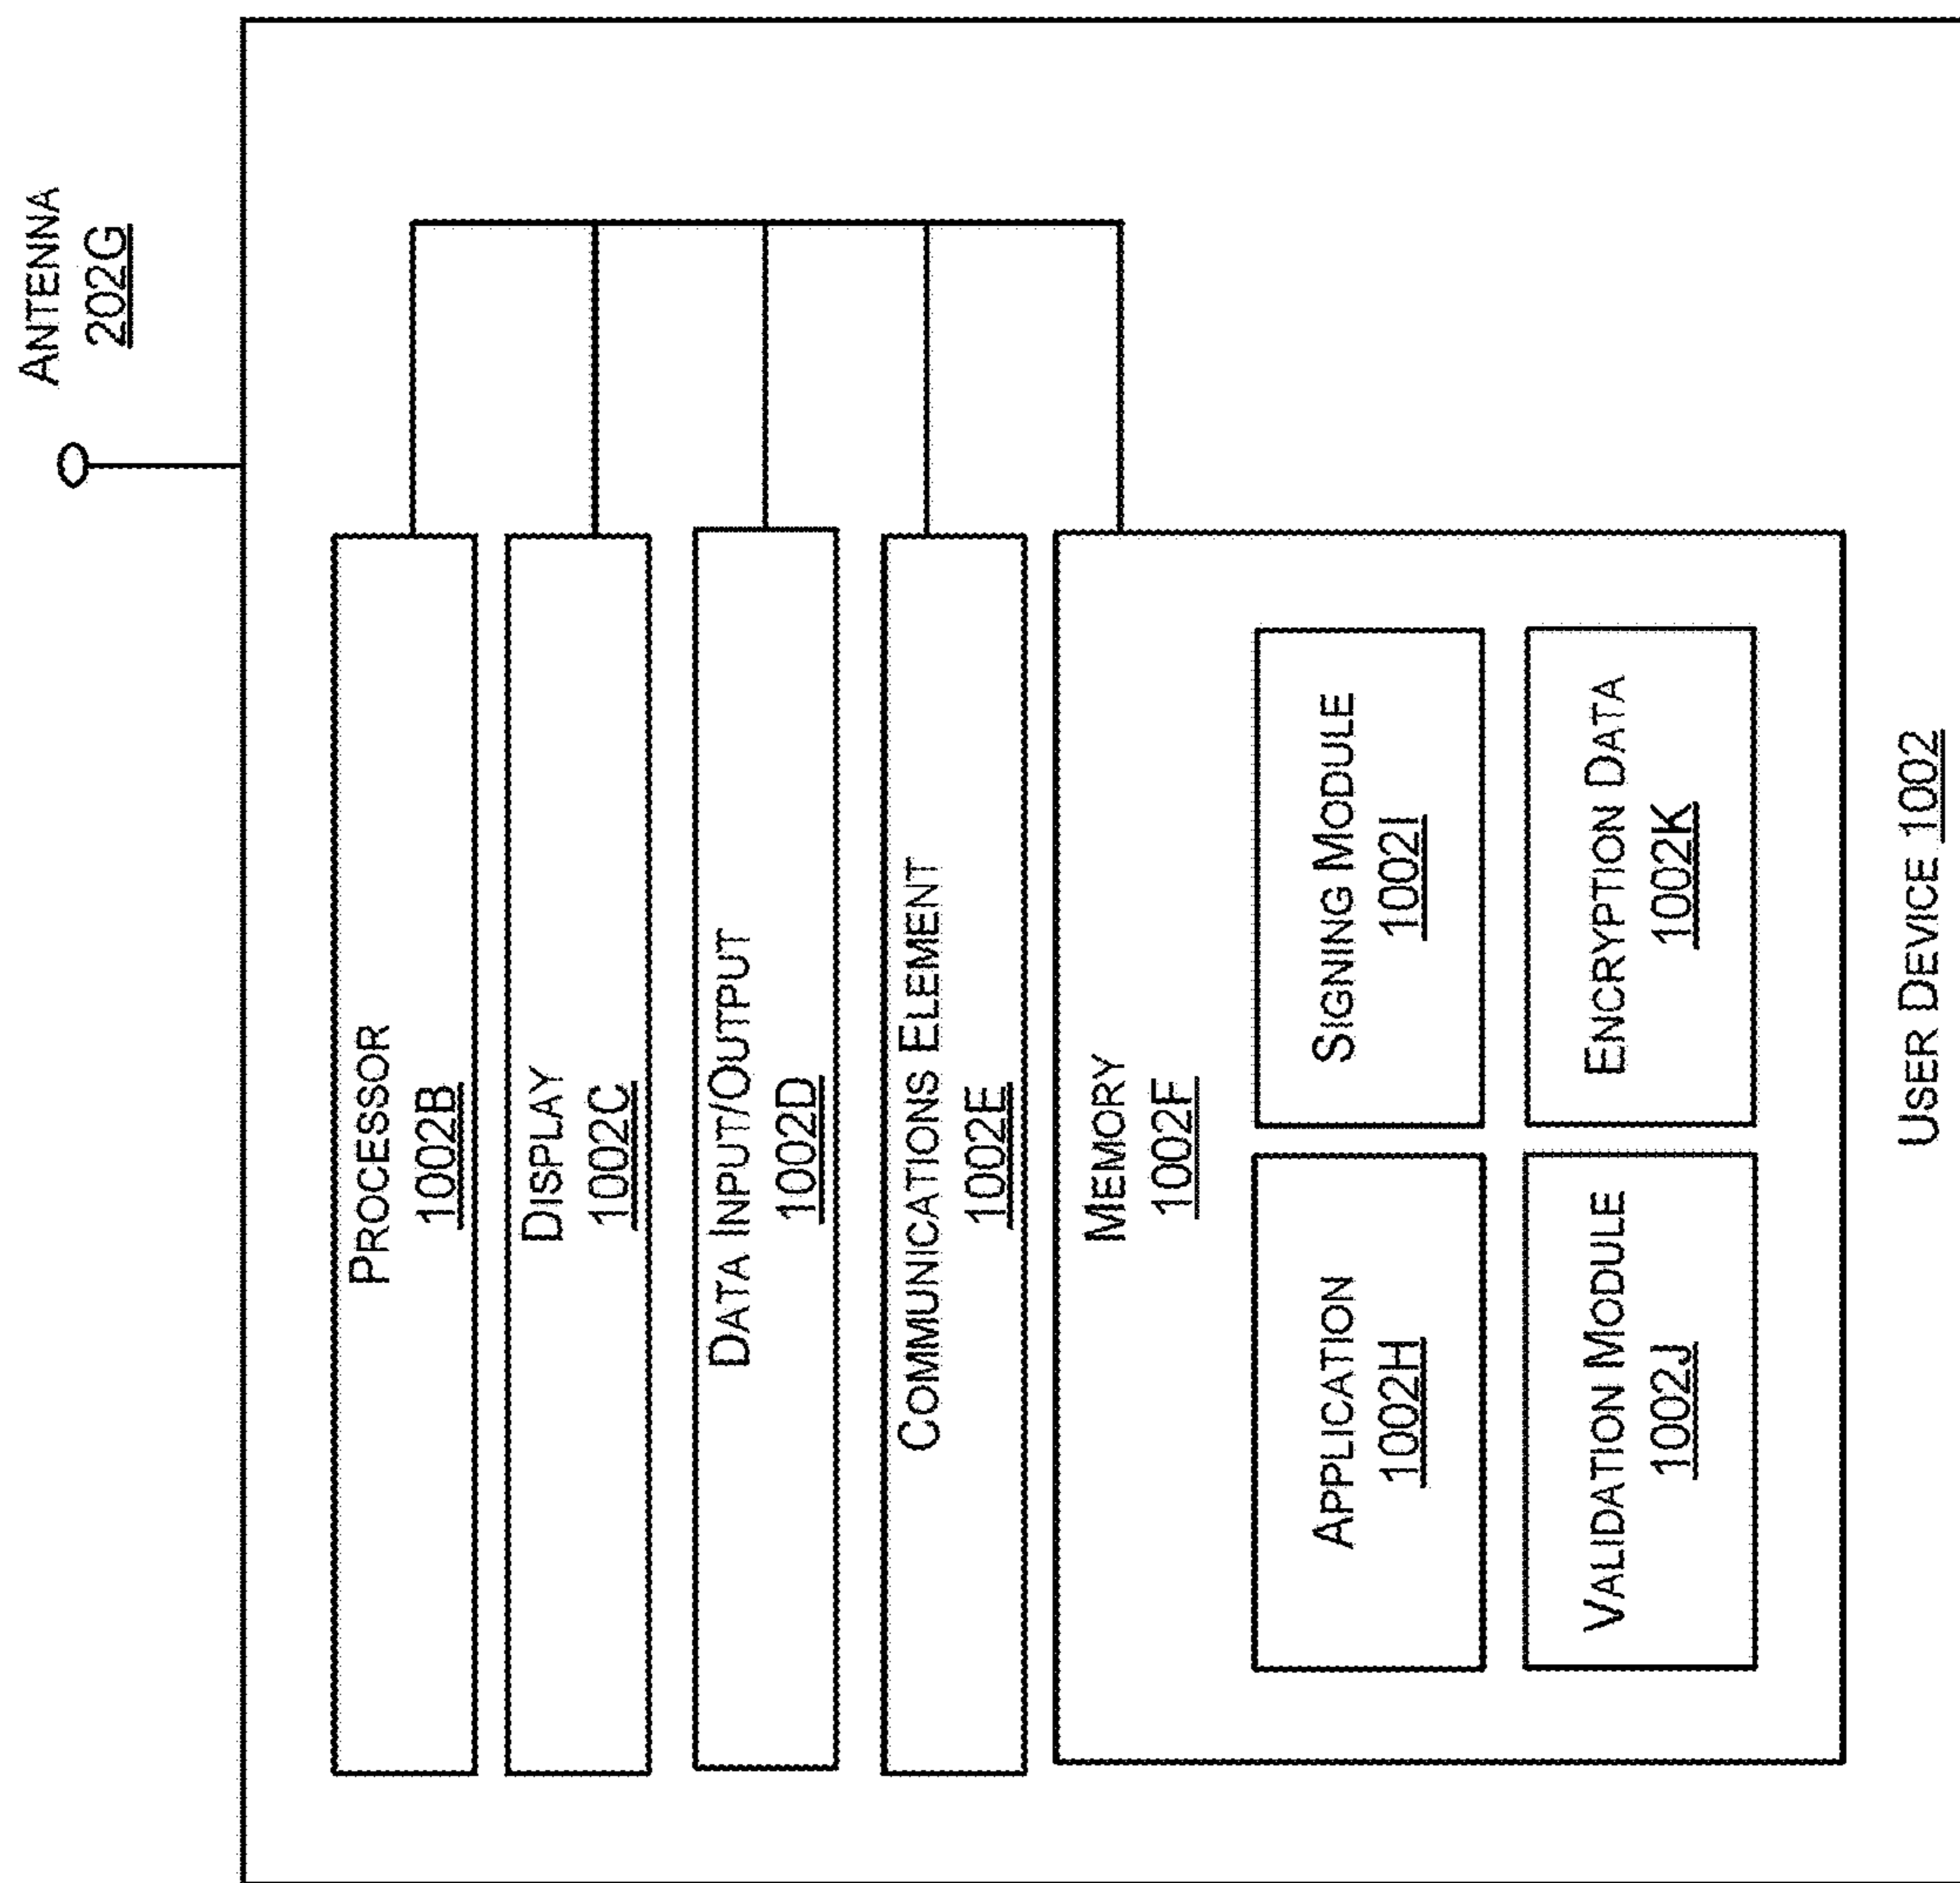 ANTENNA
202G
PROCESSOR
1002B
DISPLAY
1002C
DATA INPUT/OUTPUT
1002D
COMMUNICATIONS ELEMENT
1002E
MEMORY
1002F
APPLICATION
1002H
SIGNING MODULE
1002I
VALIDATION MODULE
1002J
ENCRYPTION DATA
1002K
USER DEVICE 1002